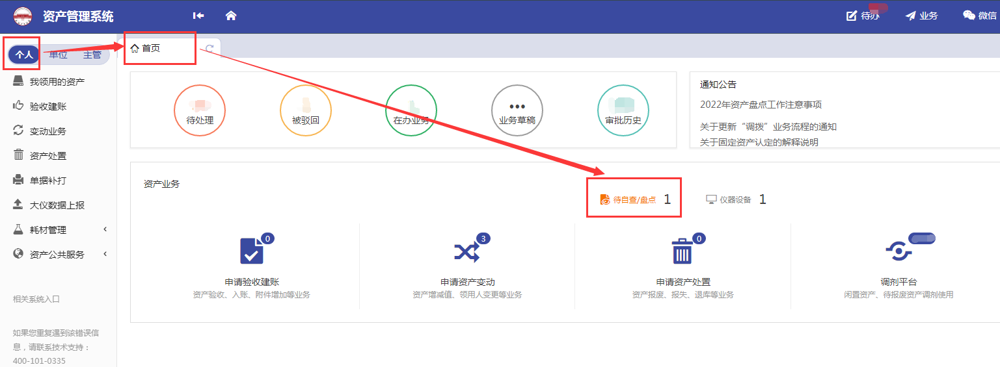 资产管理系统
待办
业务
微信
个人
单位
主管
首页
我领用的资产
验收建账
变动业务
资产处置
单据补打
大仪数据上报
耗材管理
资产公共服务
相关系统入口
如果您重复遇到该错误信
息，请联系技术支持：
400-101-0335
待处理
被驳回
在办业务
业务草稿
审批历史
通知公告
2022年资产盘点工作注意事项
关于更新“调拨”业务流程的通知
关于固定资产认定的解释说明
资产业务
待自查/盘点 1
仪器设备 1
0
申请验收建账
资产验收、入账、附件增加等业务
3
申请资产变动
资产增减值、领用人变更等业务
0
申请资产处置
资产报废、报失、退库等业务
调剂平台
闲置资产、待报废资产调剂使用